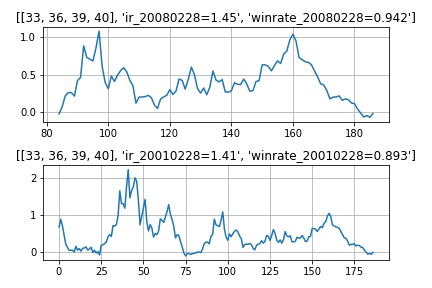 [[33, 36, 39, 40], 'ir_20080228=1.45', 'winrate_20080228=0.942']
1.0
0.5
0.0
80 100 120 140 160 180
[[33, 36, 39, 40], 'ir_20010228=1.41', 'winrate_20010228=0.893']
2
1
0
0 25 50 75 100 125 150 175